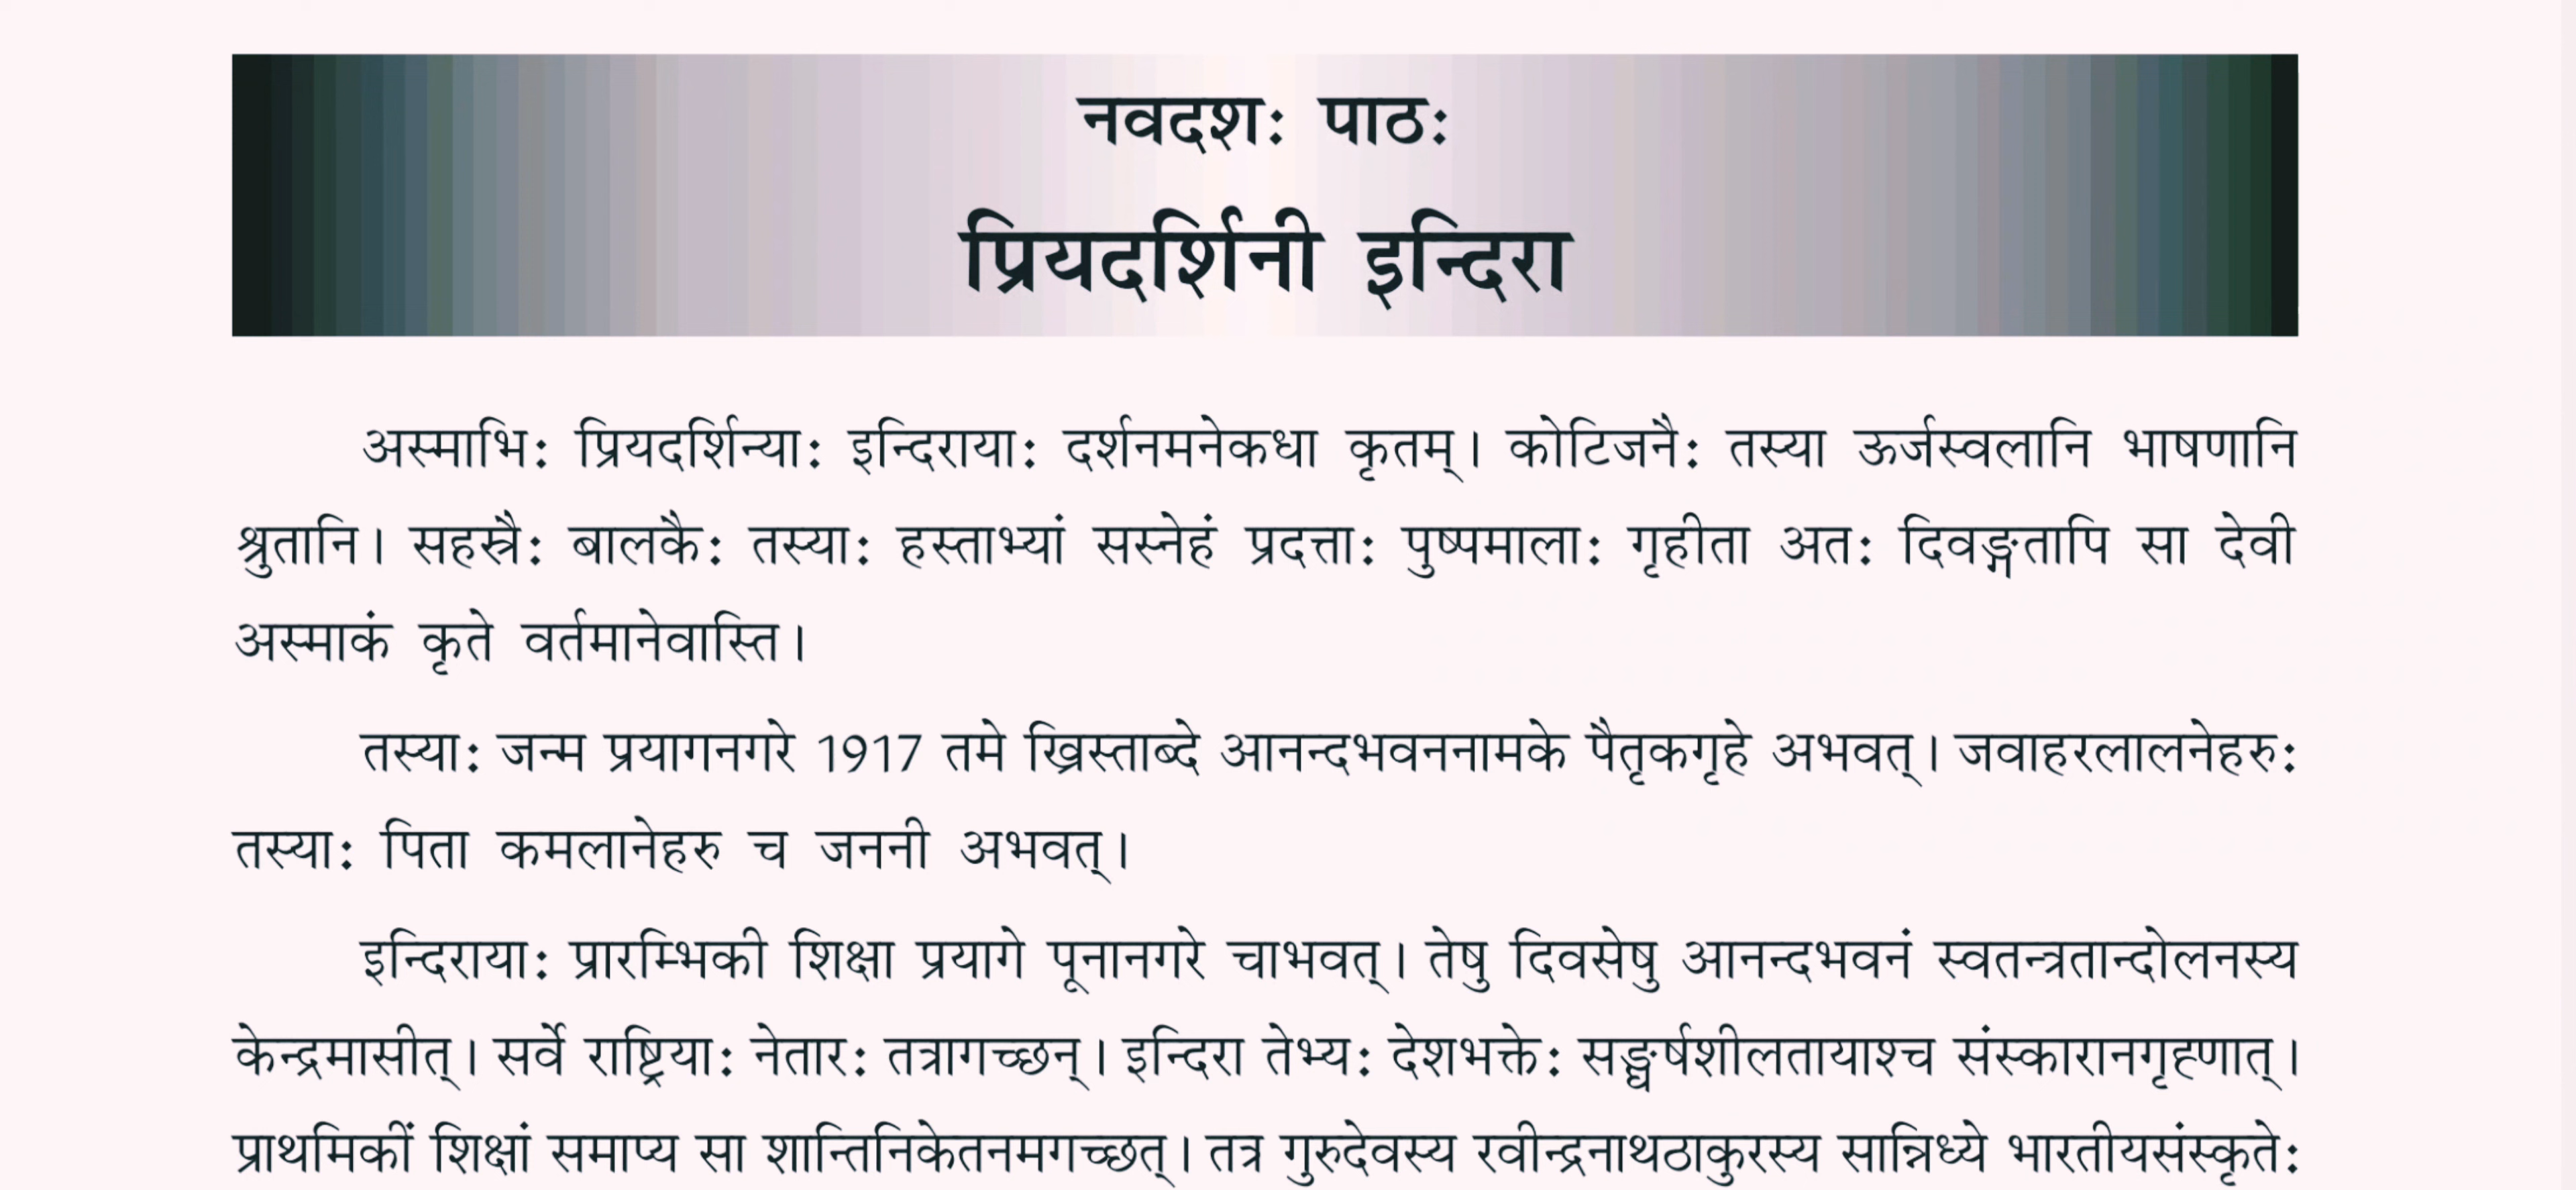 नवदशः पाठः
प्रियदर्शिनी इन्दिरा
अस्माभिः प्रियदर्शिन्याः इन्दिरायाः दर्शनमनेकधा कृतम्। कोटिजनैः तस्या ऊर्जस्वलानि भाषणानि
श्रुतानि। सहस्त्रैः बालकैः तस्याः हस्ताभ्यां सस्नेहं प्रदत्ताः पुष्पमालाः गृहीता अतः दिवङ्गतापि सा देवी
अस्माकं कृते वर्तमानेवास्ति।
तस्याः जन्म प्रयागनगरे 1917 तमे ख्रिस्ताब्दे आनन्दभवननामके पैतृकगृहे अभवत्। जवाहरलालनेहरुः
तस्याः पिता कमलानेहरु च जननी अभवत्।
इन्दिरायाः प्रारम्भिकी शिक्षा प्रयागे पूनानगरे चाभवत्। तेषु दिवसेषु आनन्दभवनं स्वतन्त्रतान्दोलनस्य
केन्द्रमासीत्। सर्वे राष्ट्रियाः नेतारः तत्रागच्छन्। इन्दिरा तेभ्यः देशभक्तेः सङ्घर्षशीलतायाश्च संस्कारानगृह्णात्।
प्राथमिकीं शिक्षां समाप्य सा शान्तिनिकेतनमगच्छत्। तत्र गुरुदेवस्य रवीन्द्रनाथठाकुरस्य सान्निध्ये भारतीयसंस्कृतेः